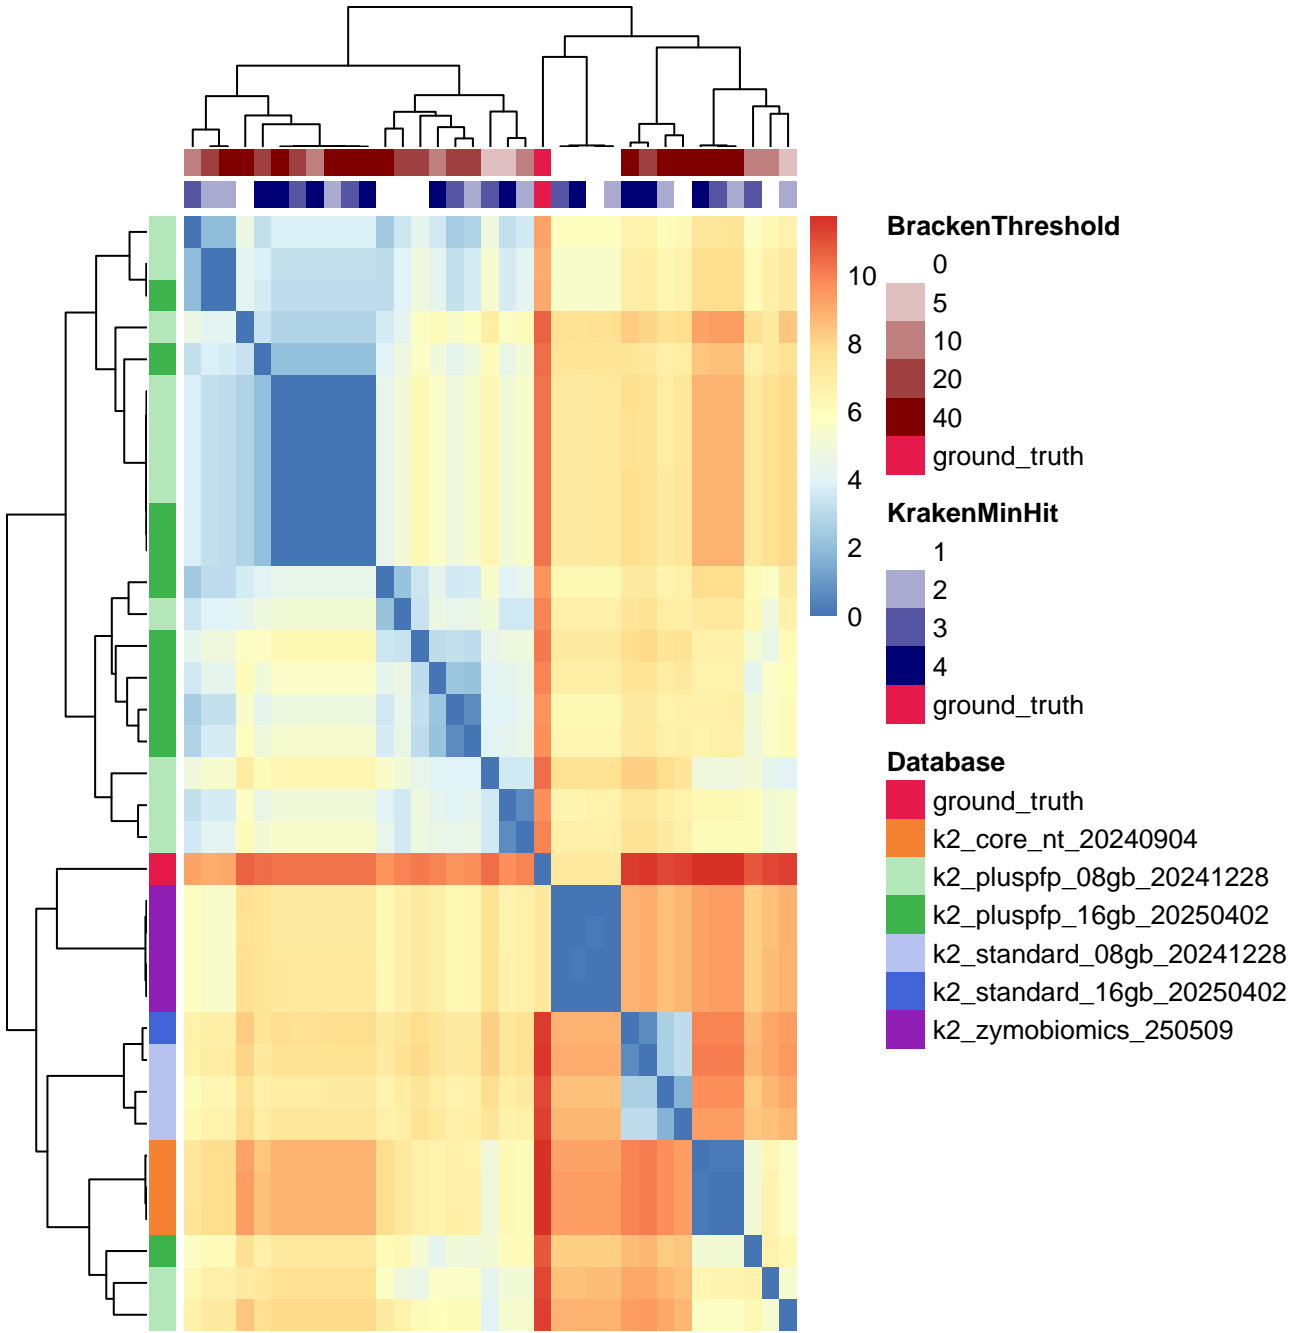 10
8
6
4
2
0
BrackenThreshold
0
5
10
20
40
ground_truth
KrakenMinHit
1
2
3
4
ground_truth
Database
ground_truth
k2_core_nt_20240904
k2_pluspfp_08gb_20241228
k2_pluspfp_16gb_20250402
k2_standard_08gb_20241228
k2_standard_16gb_20250402
k2_zymobiomics_250509